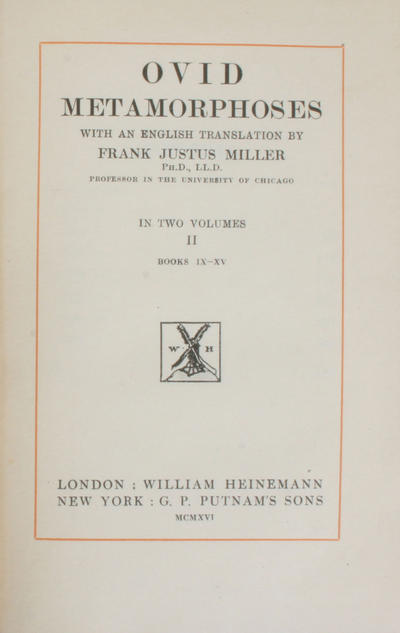 OVID
METAMORPHOSES
WITH AN ENGLISH TRANSLATION BY
FRANK JUSTUS MILLER
PH.D., LL.D.
PROFESSOR IN THE UNIVERSITY OF CHICAGO
IN TWO VOLUMES
II
BOOKS IX–XV
W H
LONDON : WILLIAM HEINEMANN
NEW YORK : G. P. PUTNAM'S SONS
MCMXVI